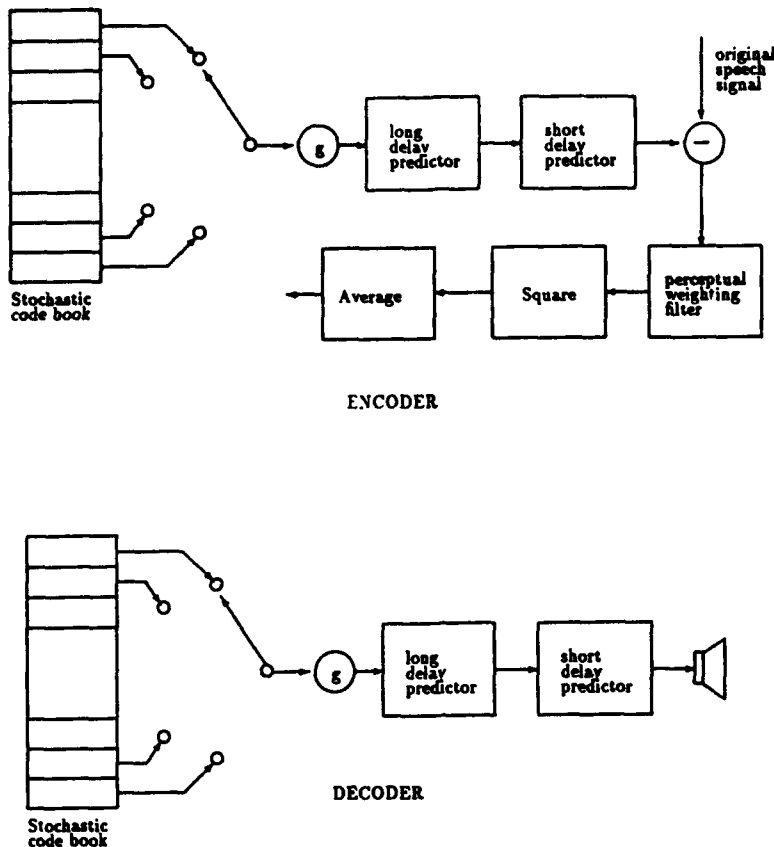 original
speech
signal
g
long
delay
predictor
short
delay
predictor
Stochastic
code book
Average
Square
perceptual
weighting
filter
ENCODER
g
long
delay
predictor
short
delay
predictor
DECODER
Stochastic
code book